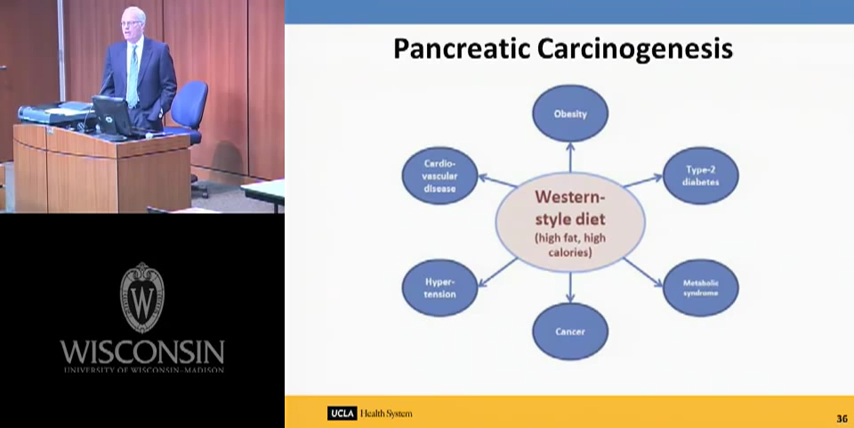 Pancreatic Carcinogenesis
Obesity
Cardio-
vascular
disease
Type-2
diabetes
Western-
style diet
(high fat, high
calories)
Hyper-
tension
Metabolic
syndrome
Cancer
W
WISCONSIN
UNIVERSITY OF WISCONSIN–MADISON
UCLA Health System
36